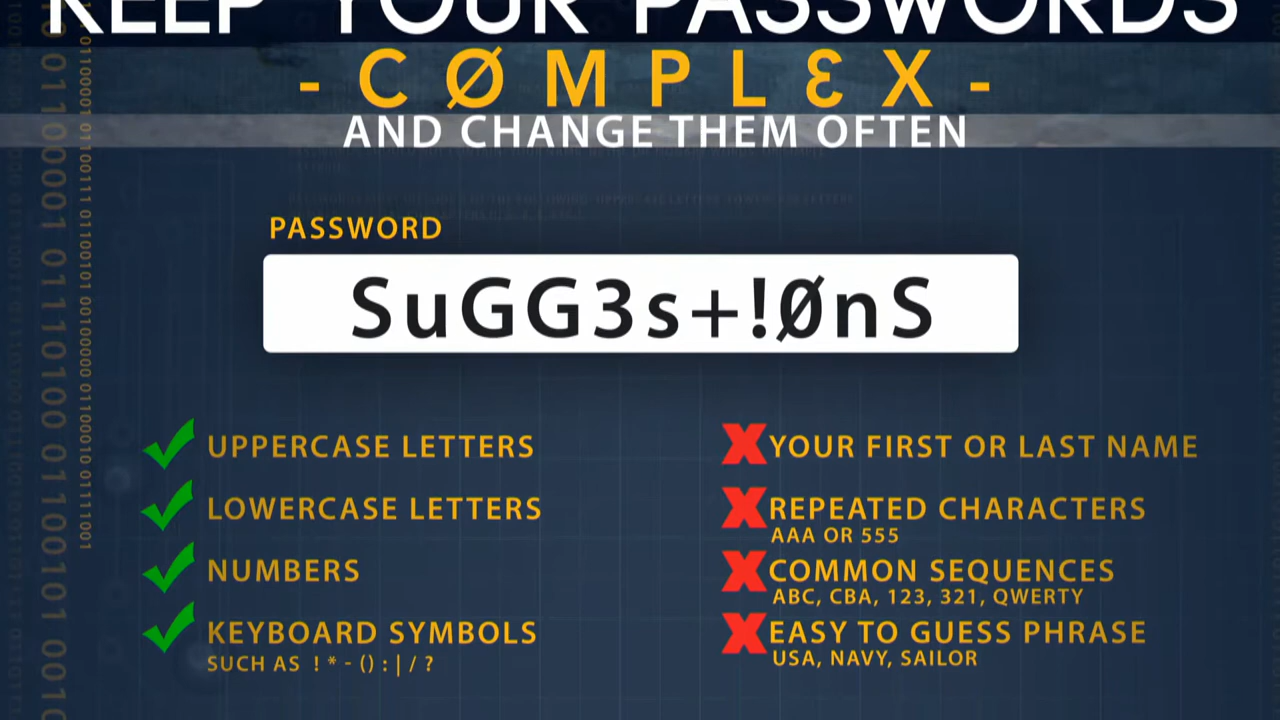 KEEP YOUR PASSWORDS
- CØMPLƐX -
AND CHANGE THEM OFTEN
PASSWORD
SuGG3s+!ØnS
UPPERCASE LETTERS
LOWERCASE LETTERS
NUMBERS
KEYBOARD SYMBOLS
SUCH AS ! * - () : | / ?
YOUR FIRST OR LAST NAME
REPEATED CHARACTERS
AAA OR 555
COMMON SEQUENCES
ABC, CBA, 123, 321, QWERTY
EASY TO GUESS PHRASE
USA, NAVY, SAILOR